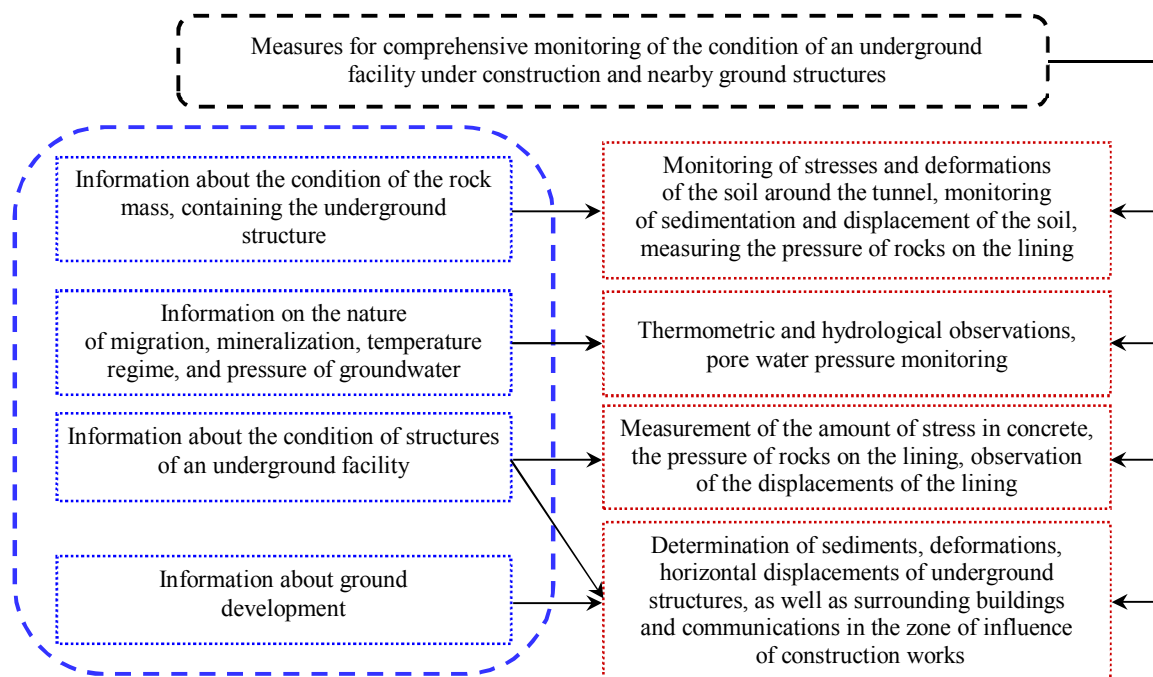 Measures for comprehensive monitoring of the condition of an underground
facility under construction and nearby ground structures
Information about the condition of the rock
mass, containing the underground
structure
Monitoring of stresses and deformations
of the soil around the tunnel, monitoring
of sedimentation and displacement of the soil,
measuring the pressure of rocks on the lining
Information on the nature
of migration, mineralization, temperature
regime, and pressure of groundwater
Thermometric and hydrological observations,
pore water pressure monitoring
Information about the condition of structures
of an underground facility
Measurement of the amount of stress in concrete,
the pressure of rocks on the lining, observation
of the displacements of the lining
Information about ground
development
Determination of sediments, deformations,
horizontal displacements of underground
structures, as well as surrounding buildings
and communications in the zone of influence
of construction works